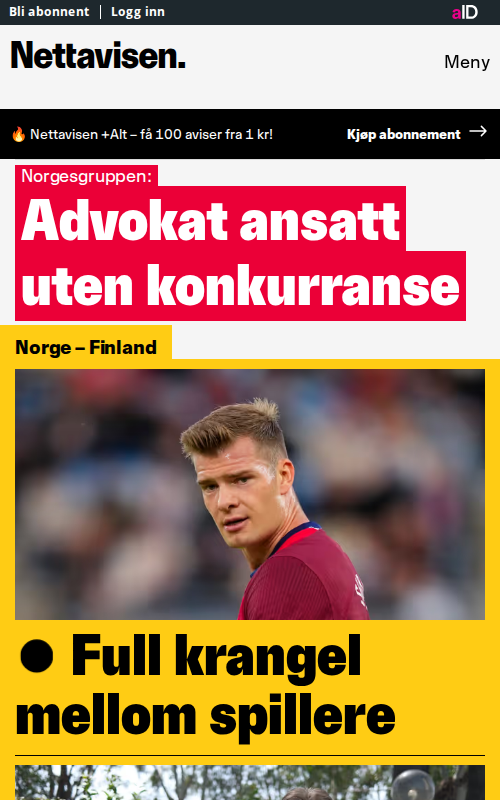 Bli abonnent
Logg inn
aID
Nettavisen.
Meny
🔥 Nettavisen +Alt – få 100 aviser fra 1 kr!
Kjøp abonnement →
Norgesgruppen:
Advokat ansatt
uten konkurranse
Norge – Finland
● Full krangel
mellom spillere